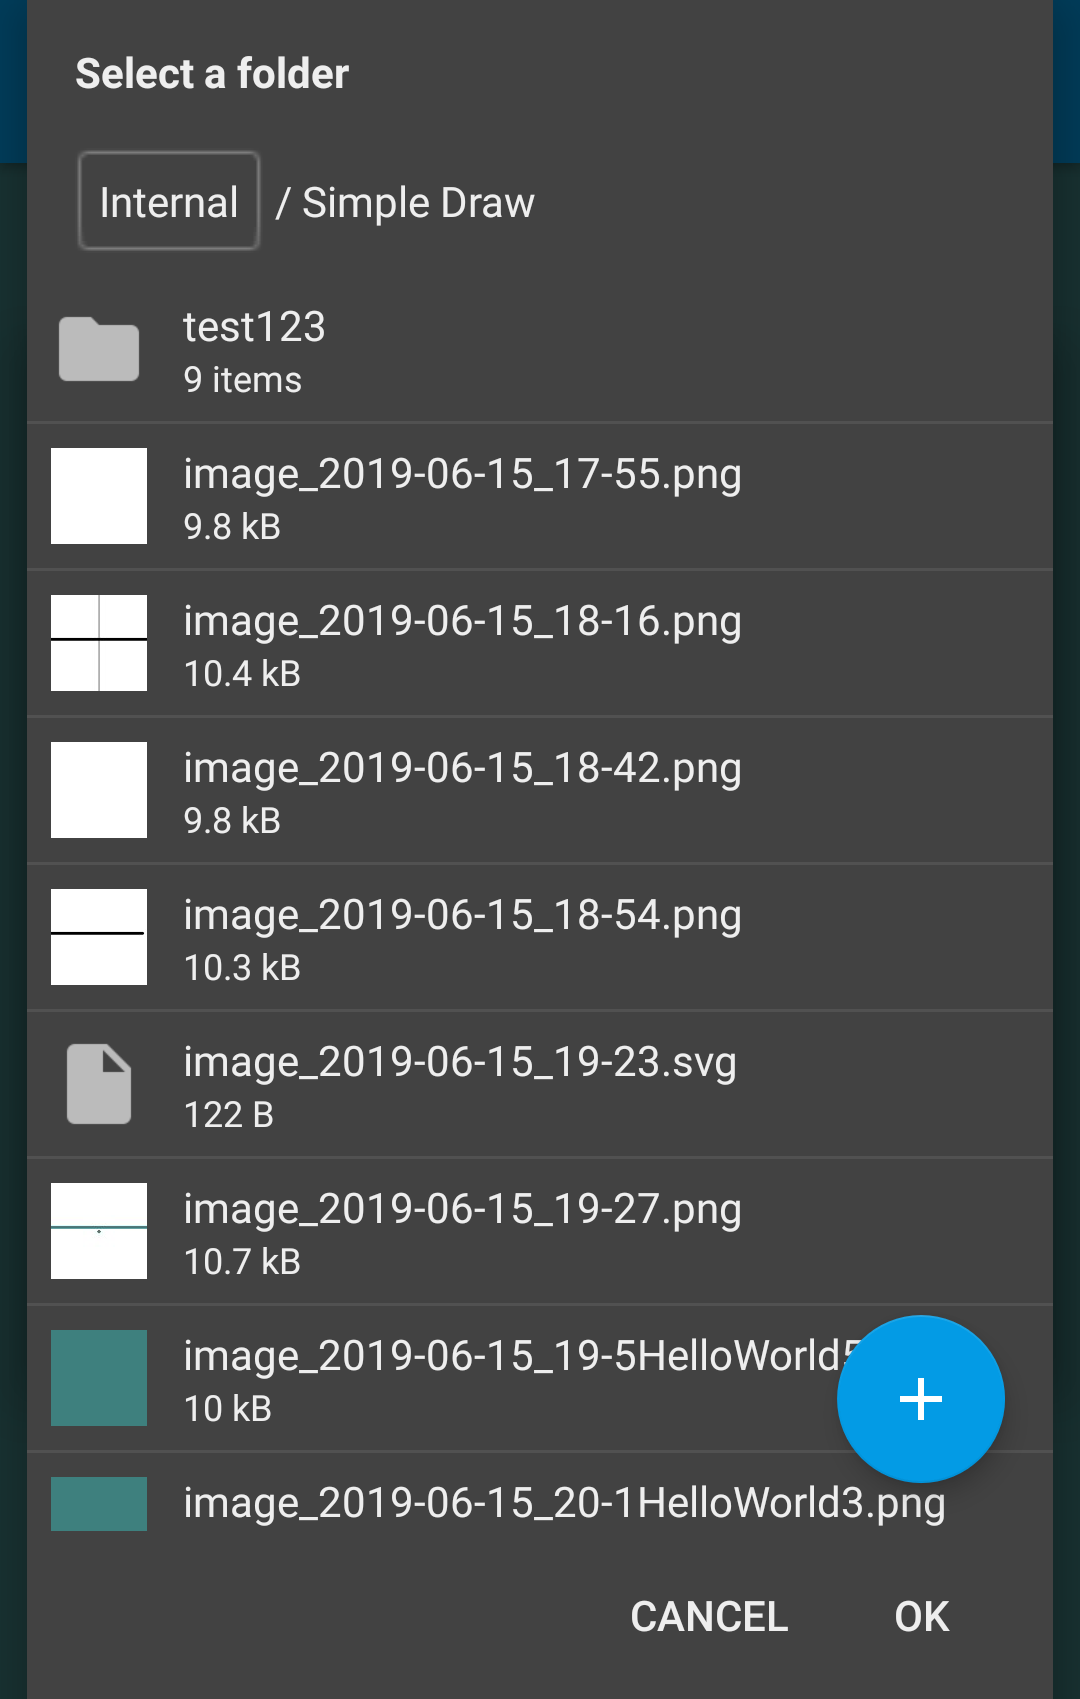 Select a folder
Internal / Simple Draw
test123
9 items
image_2019-06-15_17-55.png
9.8 kB
image_2019-06-15_18-16.png
10.4 kB
image_2019-06-15_18-42.png
9.8 kB
image_2019-06-15_18-54.png
10.3 kB
image_2019-06-15_19-23.svg
122 B
image_2019-06-15_19-27.png
10.7 kB
image_2019-06-15_19-5HelloWorld
10 kB
image_2019-06-15_20-1HelloWorld3.png
CANCEL OK